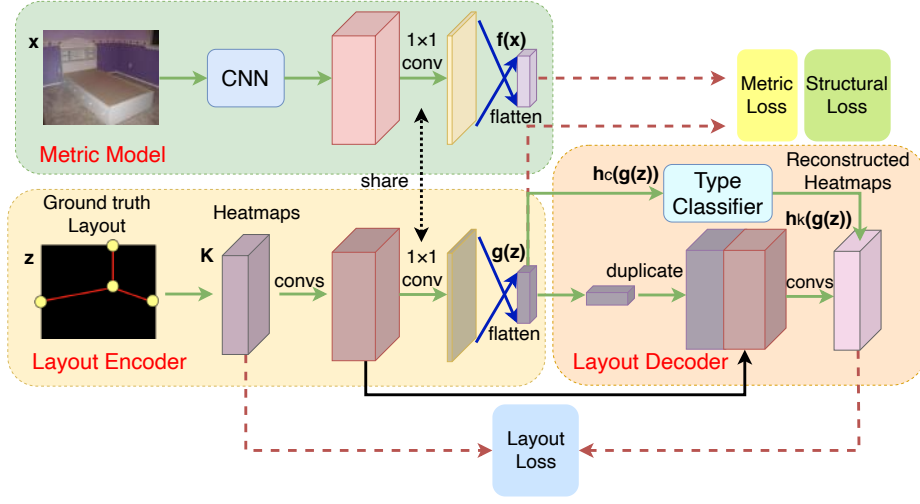 x
CNN
1×1
conv
f(x)
flatten
Metric Model
Metric
Loss
Structural
Loss
share
Ground truth
Layout
z
Heatmaps
K
convs
1×1
conv
g(z)
flatten
Layout Encoder
hc(g(z))
Type
Classifier
Reconstructed
Heatmaps
hk(g(z))
duplicate
convs
Layout Decoder
Layout
Loss